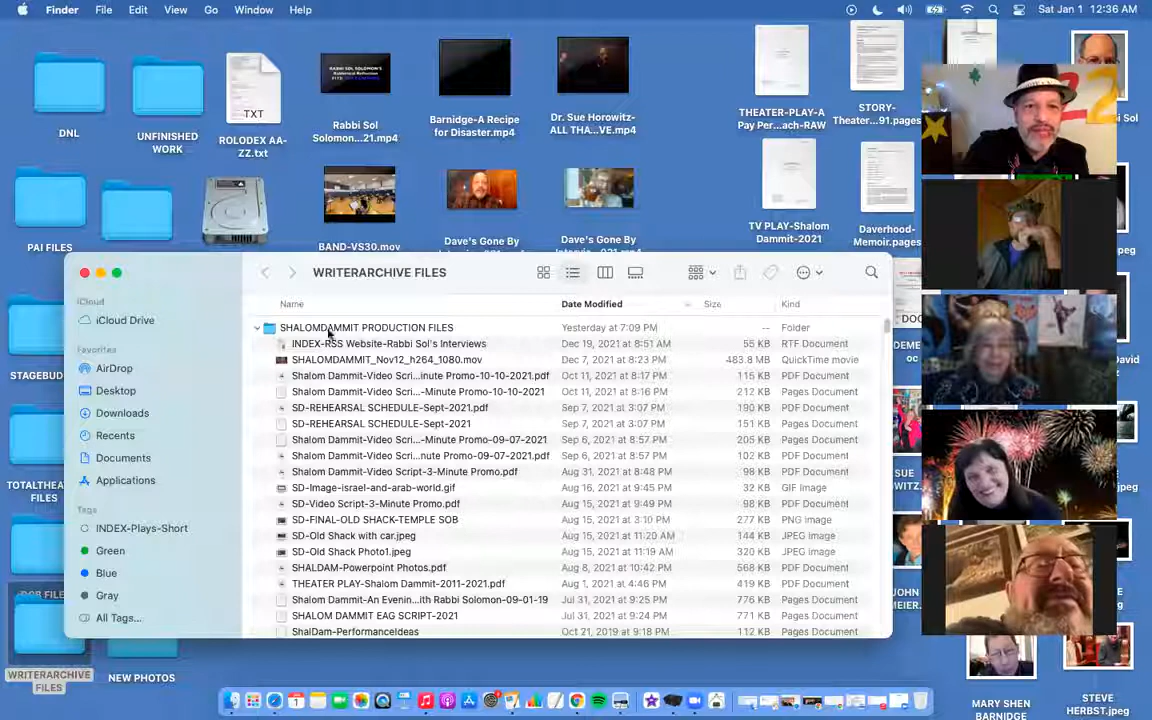 Finder File Edit View Go Window Help Sat Jan 1 12:36 AM
DNL
UNFINISHED WORK
TXT
ROLODEX AA-ZZ.txt
Rabbi Sol Solomon...21.mp4
Barnidge-A Recipe for Disaster.mp4
Dr. Sue Horowitz-ALL THA...VE.mp4
THEATER-PLAY-A Pay Per...ach-RAW
STORY-Theater...91.pages
PAI FILES
BAND-VS30.mov
Dave's Gone By
Dave's Gone By
TV PLAY-Shalom Dammit-2021
Daverhood-Memoir.pages
WRITERARCHIVE FILES
iCloud
iCloud Drive
Favorites
AirDrop
Desktop
Downloads
Recents
Documents
Applications
Tags
INDEX-Plays-Short
Green
Blue
Gray
All Tags...
Name Date Modified Size Kind
SHALOMDAMMIT PRODUCTION FILES Yesterday at 7:09 PM -- Folder
INDEX-RSS Website-Rabbi Sol's Interviews Dec 19, 2021 at 8:51 AM 55 KB RTF Document
SHALOMDAMMIT_Nov12_h264_1080.mov Dec 7, 2021 at 8:23 PM 483.8 MB QuickTime movie
Shalom Dammit-Video Scri...inute Promo-10-10-2021.pdf Oct 11, 2021 at 8:17 PM 115 KB PDF Document
Shalom Dammit-Video Scri...-Minute Promo-10-10-2021 Oct 11, 2021 at 8:16 PM 212 KB Pages Document
SD-REHEARSAL SCHEDULE-Sept-2021.pdf Sep 7, 2021 at 3:07 PM 190 KB PDF Document
SD-REHEARSAL SCHEDULE-Sept-2021 Sep 7, 2021 at 3:07 PM 151 KB Pages Document
Shalom Dammit-Video Scri...-Minute Promo-09-07-2021 Sep 6, 2021 at 8:57 PM 205 KB Pages Document
Shalom Dammit-Video Scri...nute Promo-09-07-2021.pdf Sep 6, 2021 at 8:57 PM 102 KB PDF Document
Shalom Dammit-Video Script-3-Minute Promo.pdf Aug 31, 2021 at 8:48 PM 98 KB PDF Document
SD-Image-israel-and-arab-world.gif Aug 16, 2021 at 9:45 PM 32 KB GIF Image
SD-Video Script-3-Minute Promo.pdf Aug 15, 2021 at 9:49 PM 98 KB PDF Document
SD-FINAL-OLD SHACK-TEMPLE SOB Aug 15, 2021 at 3:10 PM 277 KB PNG image
SD-Old Shack with car.jpeg Aug 15, 2021 at 11:20 AM 144 KB JPEG image
SD-Old Shack Photo1.jpeg Aug 15, 2021 at 11:19 AM 320 KB JPEG image
SHALDAM-Powerpoint Photos.pdf Aug 8, 2021 at 10:42 PM 568 KB PDF Document
THEATER PLAY-Shalom Dammit-2011-2021.pdf Aug 1, 2021 at 4:46 PM 419 KB PDF Document
Shalom Dammit-An Evenin...ith Rabbi Solomon-09-01-19 Jul 31, 2021 at 9:25 PM 776 KB Pages Document
SHALOM DAMMIT EAG SCRIPT-2021 Jul 31, 2021 at 9:24 PM 771 KB Pages Document
ShalDam-PerformanceIdeas Oct 21, 2019 at 9:18 PM 112 KB Pages Document
WRITERARCHIVE FILES
NEW PHOTOS
MARY SHEN BARNIDGE
STEVE HERBST.jpeg